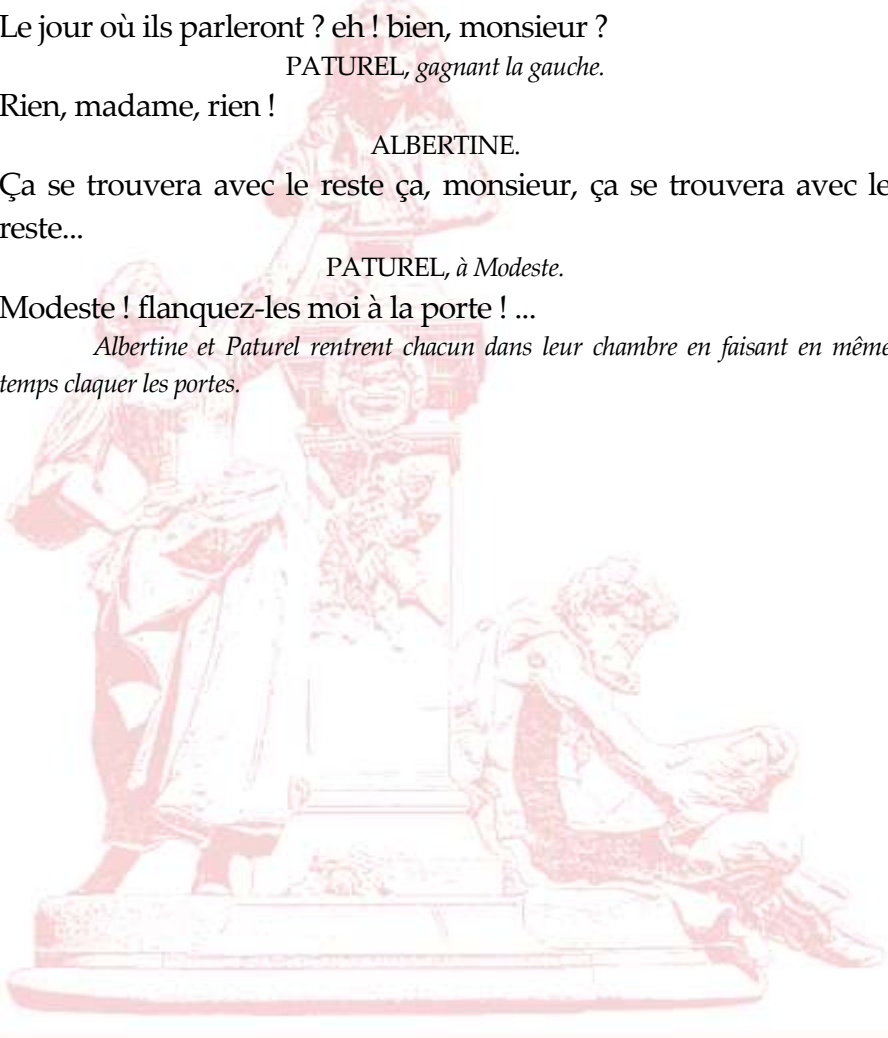 Le jour où ils parleront ? eh ! bien, monsieur ?
PATUREL, gagnant la gauche.
Rien, madame, rien !
ALBERTINE.
Ça se trouvera avec le reste ça, monsieur, ça se trouvera avec le
reste...
PATUREL, à Modeste.
Modeste ! flanquez-les moi à la porte ! ...
Albertine et Paturel rentrent chacun dans leur chambre en faisant en même
temps claquer les portes.